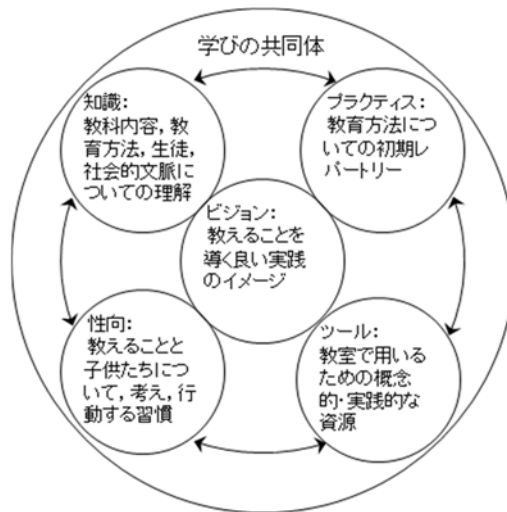 学びの共同体
知識:
教科内容,教
育方法,生徒,
社会的文脈に
ついての理解
プラクティス:
教育方法につ
いての初期レ
パートリー
ビジョン:
教えることを
導く良い実践
のイメージ
性向:
教えることと
子供たちにつ
いて,考え,行
動する習慣
ツール:
教室で用いる
ための概念
的・実践的な
資源